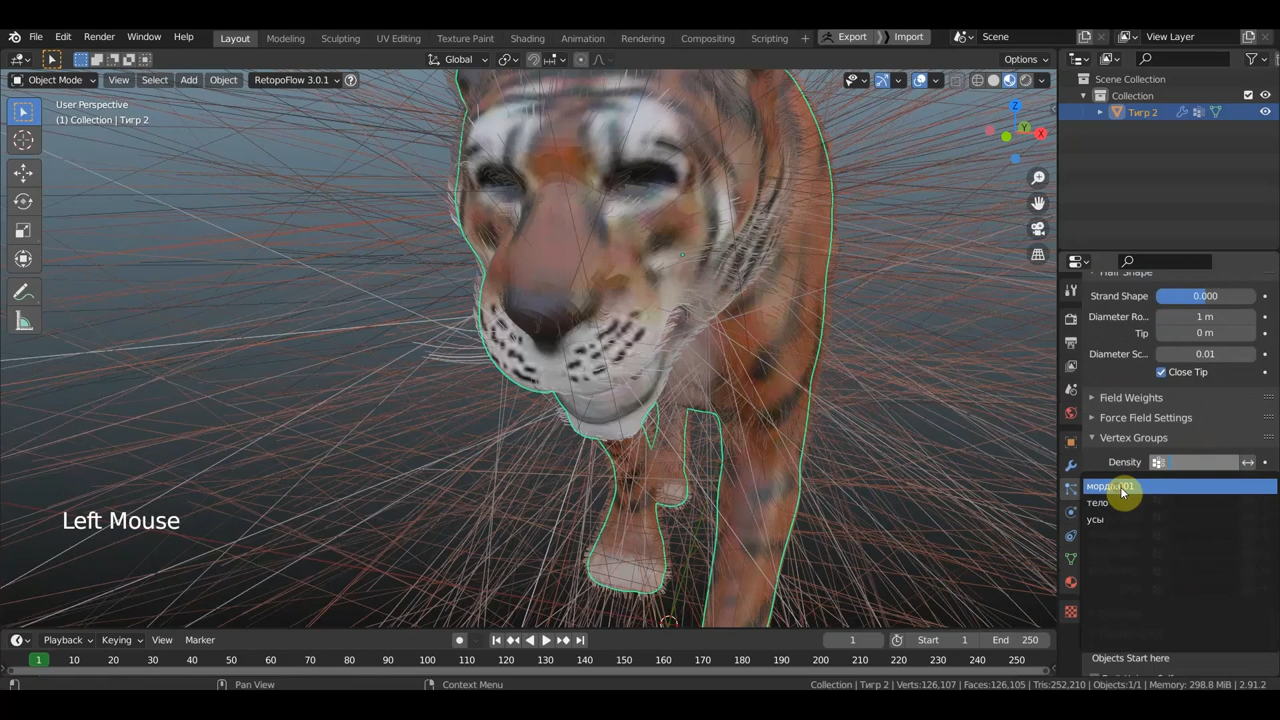 File Edit Render Window Help Layout Modeling Sculpting UV Editing Texture Paint Shading Animation Rendering Compositing Scripting + Export Import Scene View Layer
Global Options
Object Mode View Select Add Object RetopoFlow 3.0.1
User Perspective
(1) Collection | Тигр 2
Scene Collection
Collection
Тигр 2
X
Y
Z
Hair Shape
Strand Shape 0.000
Diameter Ro... 1 m
Tip 0 m
Diameter Sc... 0.01
Close Tip
Field Weights
Force Field Settings
Vertex Groups
Density
тело
усы
Left Mouse
Playback Keying View Marker 1 Start 1 End 250
1 10 20 30 40 50 60 70 80 90 100 110 120 130 140 150 160 170 180 190 200 210 220 230 240 250
Objects Start here
Pan View Context Menu Collection | Тигр 2 | Verts:126,107 | Faces:126,105 | Tris:252,210 | Objects:1/1 | Memory: 298.8 MiB | 2.91.2